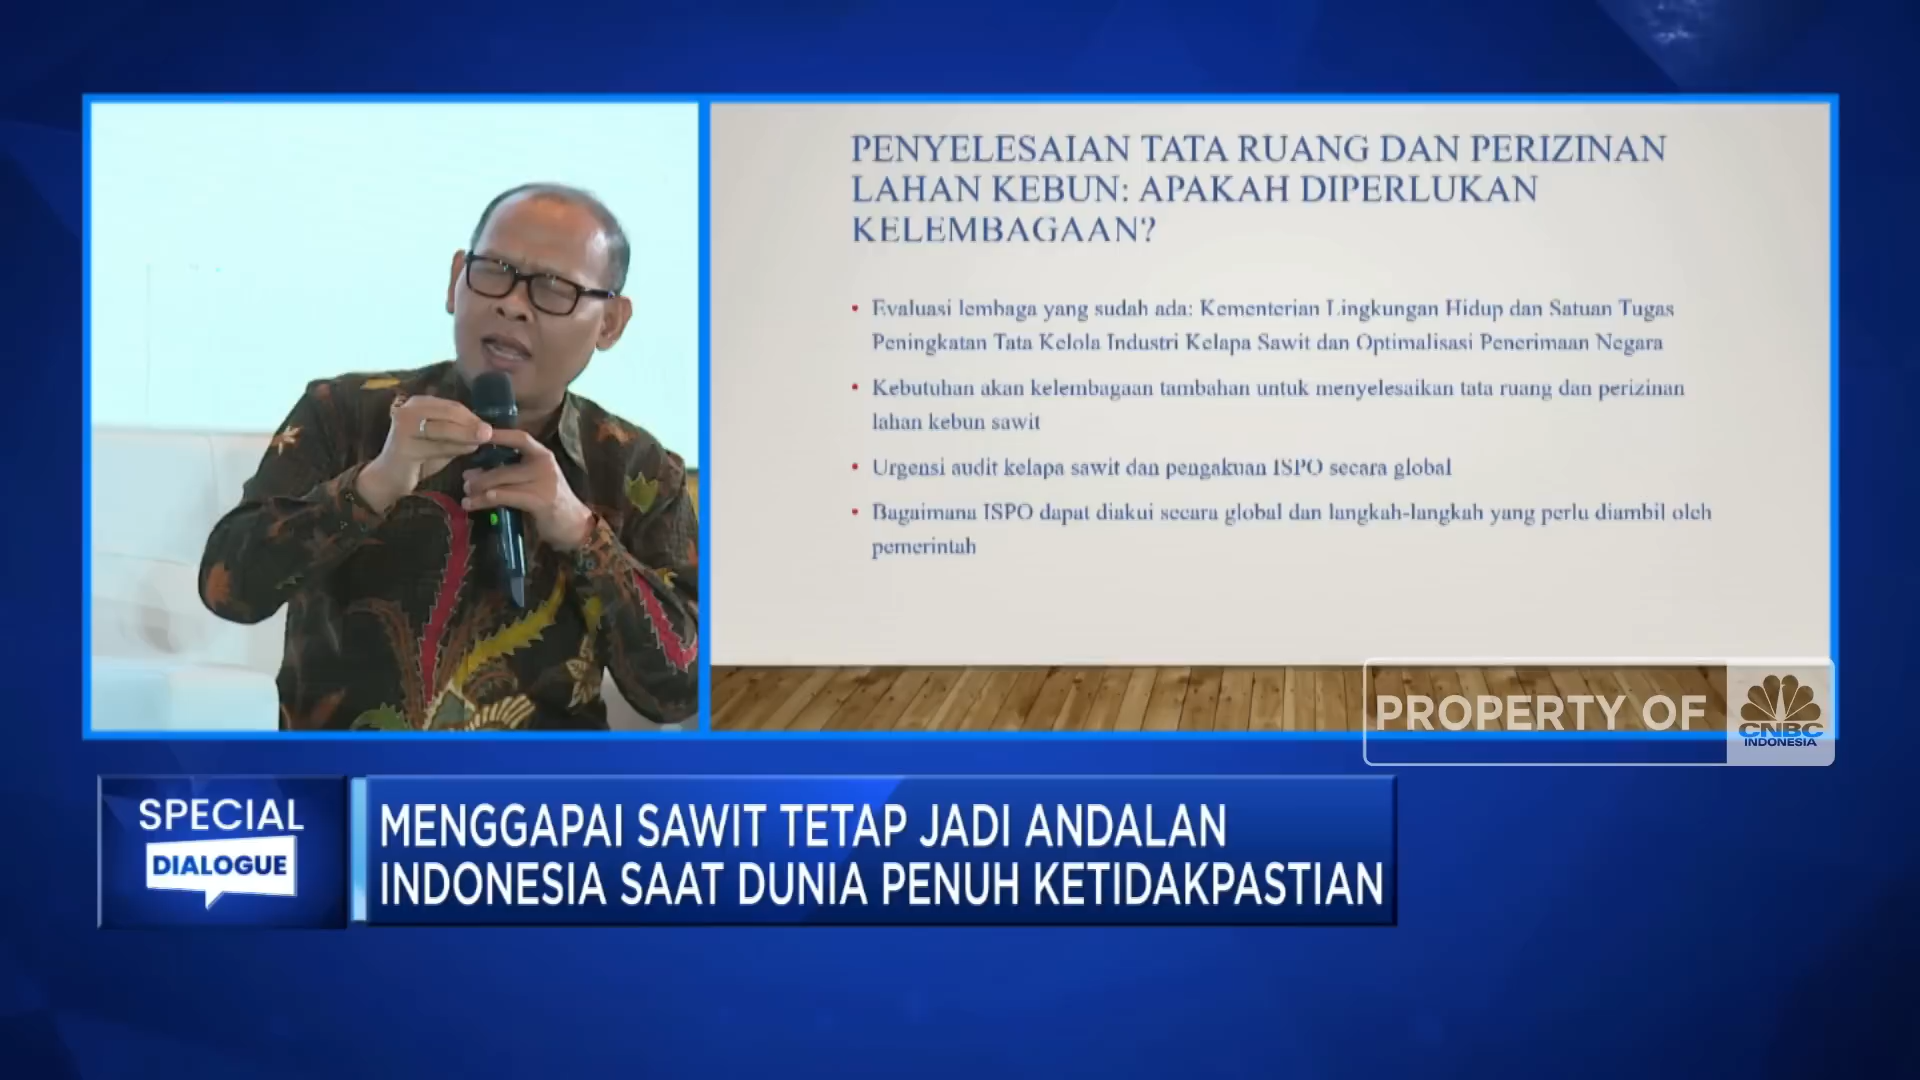 PENYELESAIAN TATA RUANG DAN PERIZINAN
LAHAN KEBUN: APAKAH DIPERLUKAN
KELEMBAGAAN?
• Evaluasi lembaga yang sudah ada: Kementerian Lingkungan Hidup dan Satuan Tugas
Peningkatan Tata Kelola Industri Kelapa Sawit dan Optimalisasi Penerimaan Negara
• Kebutuhan akan kelembagaan tambahan untuk menyelesaikan tata ruang dan perizinan
lahan kebun sawit
• Urgensi audit kelapa sawit dan pengakuan ISPO secara global
• Bagaimana ISPO dapat diakui secara global dan langkah-langkah yang perlu diambil oleh
pemerintah
PROPERTY OF
CNBC
INDONESIA
SPECIAL
DIALOGUE
MENGGAPAI SAWIT TETAP JADI ANDALAN
INDONESIA SAAT DUNIA PENUH KETIDAKPASTIAN